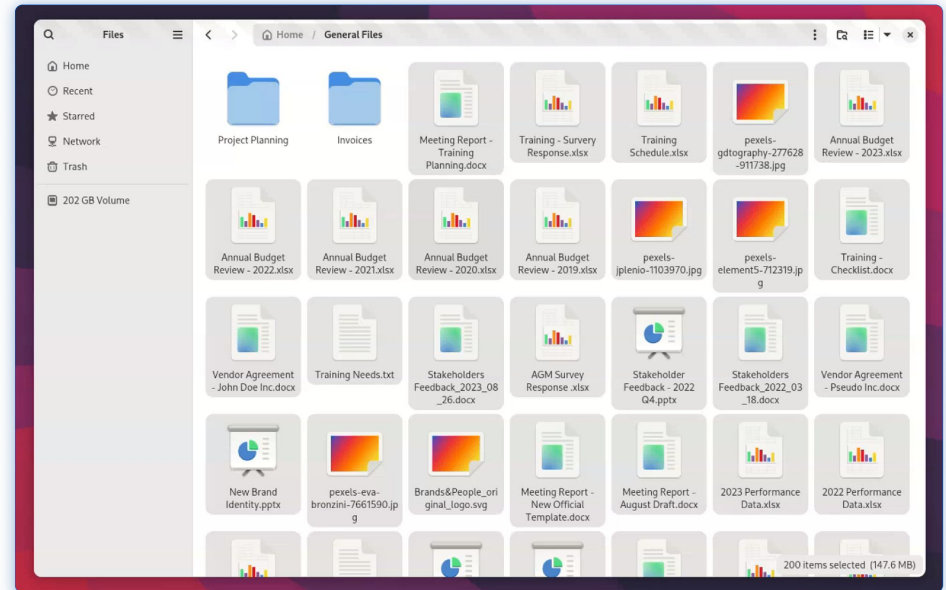 Files
Home / General Files
Home
Recent
Starred
Network
Trash
202 GB Volume
Project Planning
Invoices
Meeting Report -
Training
Planning.docx
Training - Survery
Response.xlsx
Training
Schedule.xlsx
pexels-
gdtography-277628
-911738.jpg
Annual Budget
Review - 2023.xlsx
Annual Budget
Review - 2022.xlsx
Annual Budget
Review - 2021.xlsx
Annual Budget
Review - 2020.xlsx
Annual Budget
Review - 2019.xlsx
pexels-
jplenio-1103970.jpg
pexels-
element5-712319.jp
g
Training -
Checklist.docx
Vendor Agreement
- John Doe Inc.docx
Training Needs.txt
Stakeholders
Feedback_2023_08
_26.docx
AGM Survey
Response .xlsx
Stakeholder
Feedback - 2022
Q4.pptx
Stakeholders
Feedback_2022_03
_18.docx
Vendor Agreement
- Pseudo Inc.docx
New Brand
Identity.pptx
pexels-eva-
bronzini-7661590.jp
g
Brands&People_ori
ginal_logo.svg
Meeting Report -
New Official
Template.docx
Meeting Report -
August Draft.docx
2023 Performance
Data.xlsx
2022 Performance
Data.xlsx
200 items selected (147.6 MB)